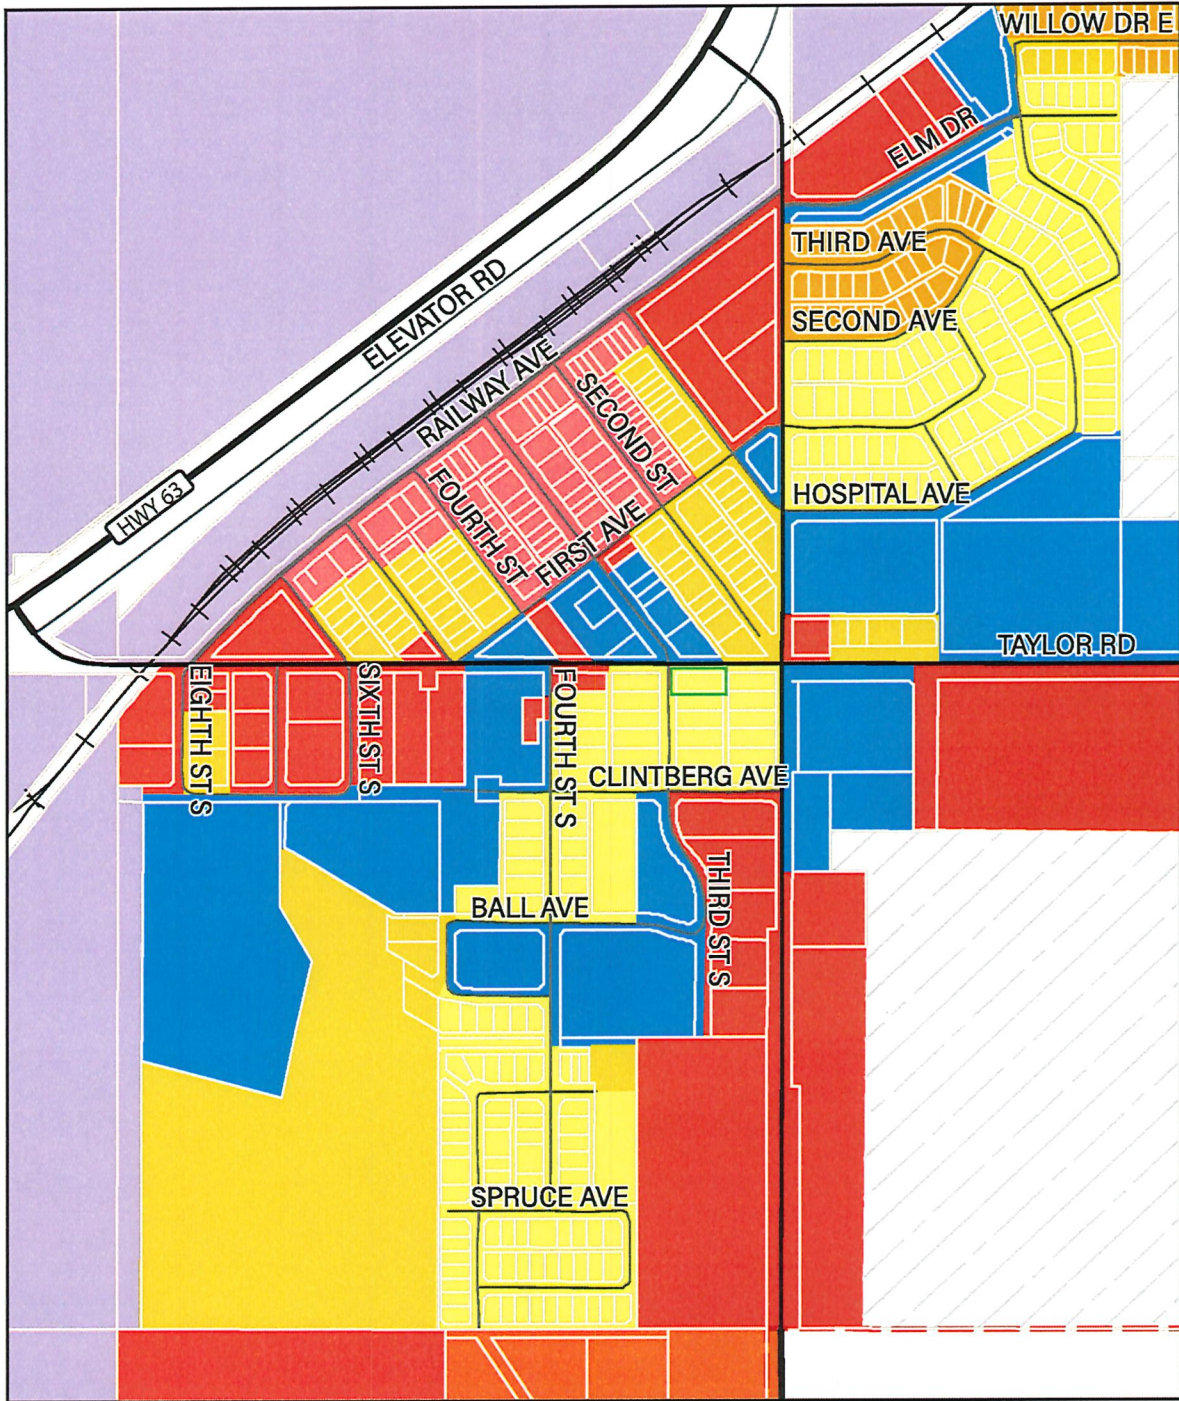 WILLOW DR E
ELM DR
THIRD AVE
ELEVATOR RD
SECOND AVE
RAILWAY AVE
SECOND ST
HWY 63
FOURTH ST
HOSPITAL AVE
FIRST AVE
TAYLOR RD
EIGHTH ST S
SIXTH ST S
FOURTH ST S
CLINTBERG AVE
THIRD ST S
BALL AVE
SPRUCE AVE